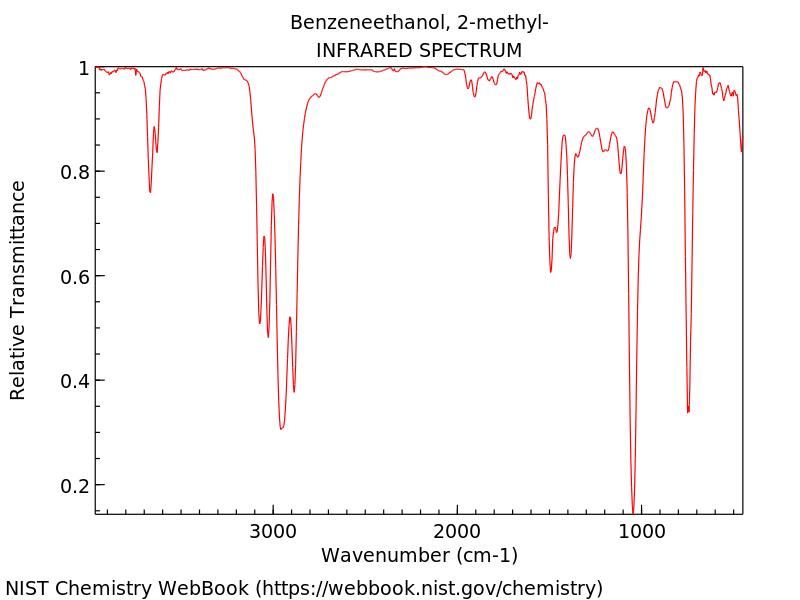 Benzeneethanol, 2-methyl-
INFRARED SPECTRUM
1
0.8
0.6
0.4
0.2
Relative Transmittance
3000 2000 1000
Wavenumber (cm-1)
NIST Chemistry WebBook (https://webbook.nist.gov/chemistry)